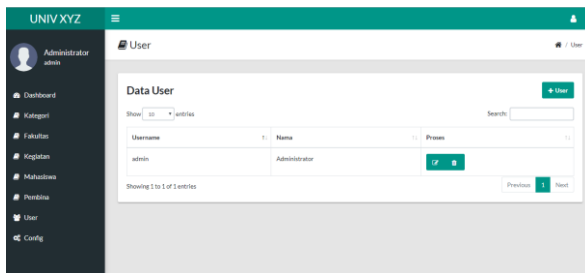 UNIV XYZ
Administrator
admin
Dashboard
Kategori
Fakultas
Kegiatan
Mahasiswa
Pembina
User
Config
User
/ User
Data User
+ User
Show 10 entries
Search:
Username Nama Proses
admin Administrator
Showing 1 to 1 of 1 entries
Previous 1 Next